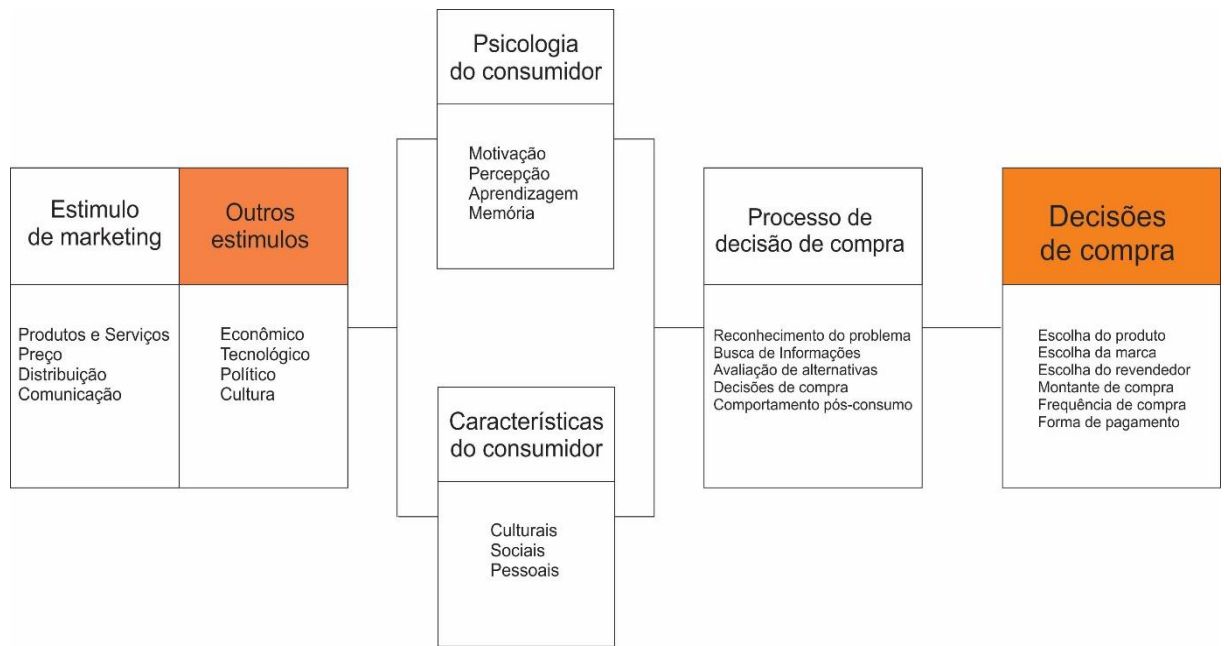 Psicologia
do consumidor
Motivação
Percepção
Aprendizagem
Memória
Estimulo
de marketing
Produtos e Serviços
Preço
Distribuição
Comunicação
Outros
estimulos
Econômico
Tecnológico
Político
Cultura
Característícas
do consumidor
Culturais
Sociais
Pessoais
Processo de
decisão de compra
Reconhecimento do problema
Busca de Informações
Avaliação de alternativas
Decisões de compra
Comportamento pós-consumo
Decisões
de compra
Escolha do produto
Escolha da marca
Escolha do revendedor
Montante de compra
Frequência de compra
Forma de pagamento